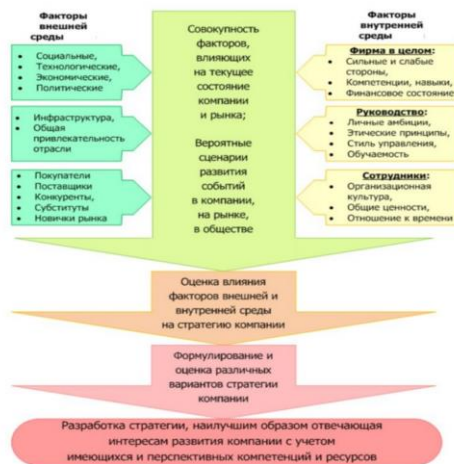 Факторы
внешней
среды
• Социальные,
• Технологические,
• Экономические,
• Политические
• Инфраструктура,
• Общая
привлекательность
отрасли
• Покупатели
• Поставщики
• Конкуренты,
• Субституты
• Новички рынка
Совокупность
факторов,
влияющих
на текущее
состояние
компании
и рынка;
Вероятные
сценарии
развития
событий
в компании,
на рынке,
в обществе
Факторы
внутренней
среды
Фирма в целом:
• Сильные и слабые
стороны,
• Компетенции, навыки,
• Финансовое состояние
Руководство:
• Личные амбиции,
• Этические принципы,
• Стиль управления,
• Обучаемость
Сотрудники:
• Организационная
культура,
• Общие ценности,
• Отношение к времени
Оценка влияния
факторов внешней и
внутренней среды
на стратегию компании
Формулирование и
оценка различных
вариантов стратегии
компании
Разработка стратегии, наилучшим образом отвечающая
интересам развития компании с учетом
имеющихся и перспективных компетенций и ресурсов